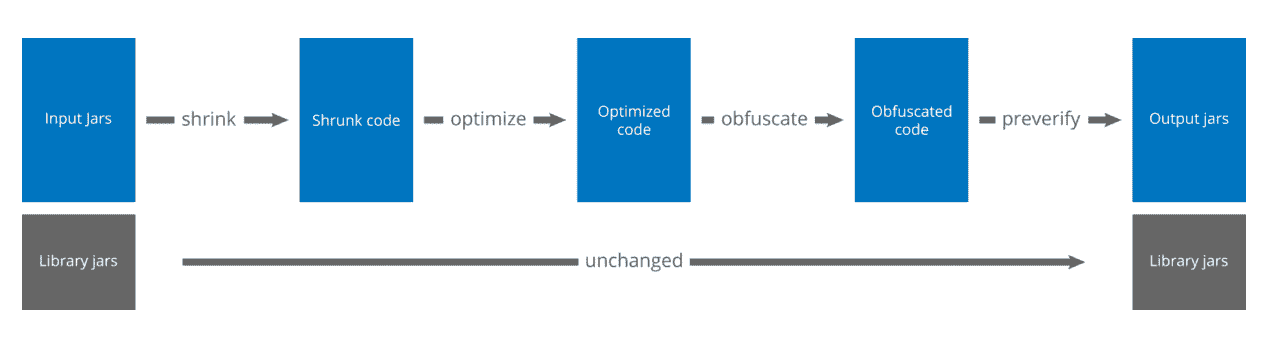 Input Jars
shrink
Shrunk code
optimize
Optimized
code
obfuscate
Obfuscated
code
preverify
Output jars
Library jars
unchanged
Library jars